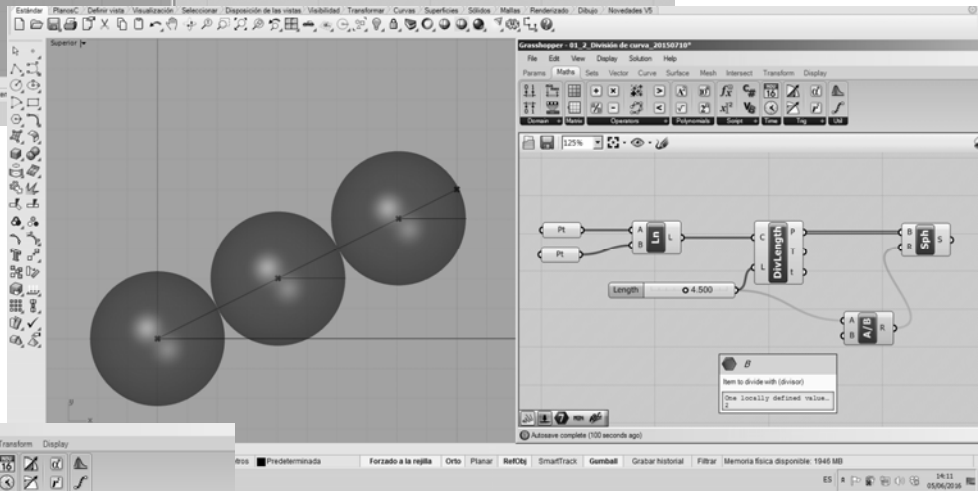 Estándar PlanosC Definir vista Visualización Seleccionar Disposición de las vistas Visibilidad Transformar Curvas Superficies Sólidos Mallas Renderizado Dibujo Novedades V5
Superior
Grasshopper - 01_2_División de curva_20150710*
File Edit View Display Solution Help
Params Maths Sets Vector Curve Surface Mesh Intersect Transform Display
Domain Matrix Operators Polynomials Script Time Trig Util
125%
Pt
Pt
A
B
Ln
L
C
L
DivLength
P
T
t
B
R
Sph
S
Length 4.500
A
B
A/B
R
B
Item to divide with (divisor)
One locally defined value...
2
Autosave complete (100 seconds ago)
Transform Display
tros Predeterminada Forzado a la rejilla Orto Planar RefObj SmartTrack Gumball Grabar historial Filtrar Memoria física disponible: 1946 MB
ES 14:11
05/06/2016